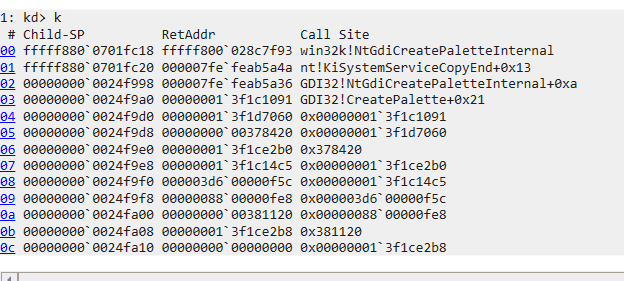 1: kd> k
 # Child-SP          RetAddr           Call Site
00 fffff880`0701fc18 fffff800`028c7f93 win32k!NtGdiCreatePaletteInternal
01 fffff880`0701fc20 000007fe`feab5a4a nt!KiSystemServiceCopyEnd+0x13
02 00000000`0024f998 000007fe`feab5a36 GDI32!NtGdiCreatePaletteInternal+0xa
03 00000000`0024f9a0 00000001`3f1c1091 GDI32!CreatePalette+0x21
04 00000000`0024f9d0 00000001`3f1d7060 0x00000001`3f1c1091
05 00000000`0024f9d8 00000000`00378420 0x00000001`3f1d7060
06 00000000`0024f9e0 00000001`3f1ce2b0 0x378420
07 00000000`0024f9e8 00000001`3f1c14c5 0x00000001`3f1ce2b0
08 00000000`0024f9f0 000003d6`00000f5c 0x00000001`3f1c14c5
09 00000000`0024f9f8 00000088`00000fe8 0x000003d6`00000f5c
0a 00000000`0024fa00 00000000`00381120 0x00000088`00000fe8
0b 00000000`0024fa08 00000001`3f1ce2b8 0x381120
0c 00000000`0024fa10 00000000`00000000 0x00000001`3f1ce2b8